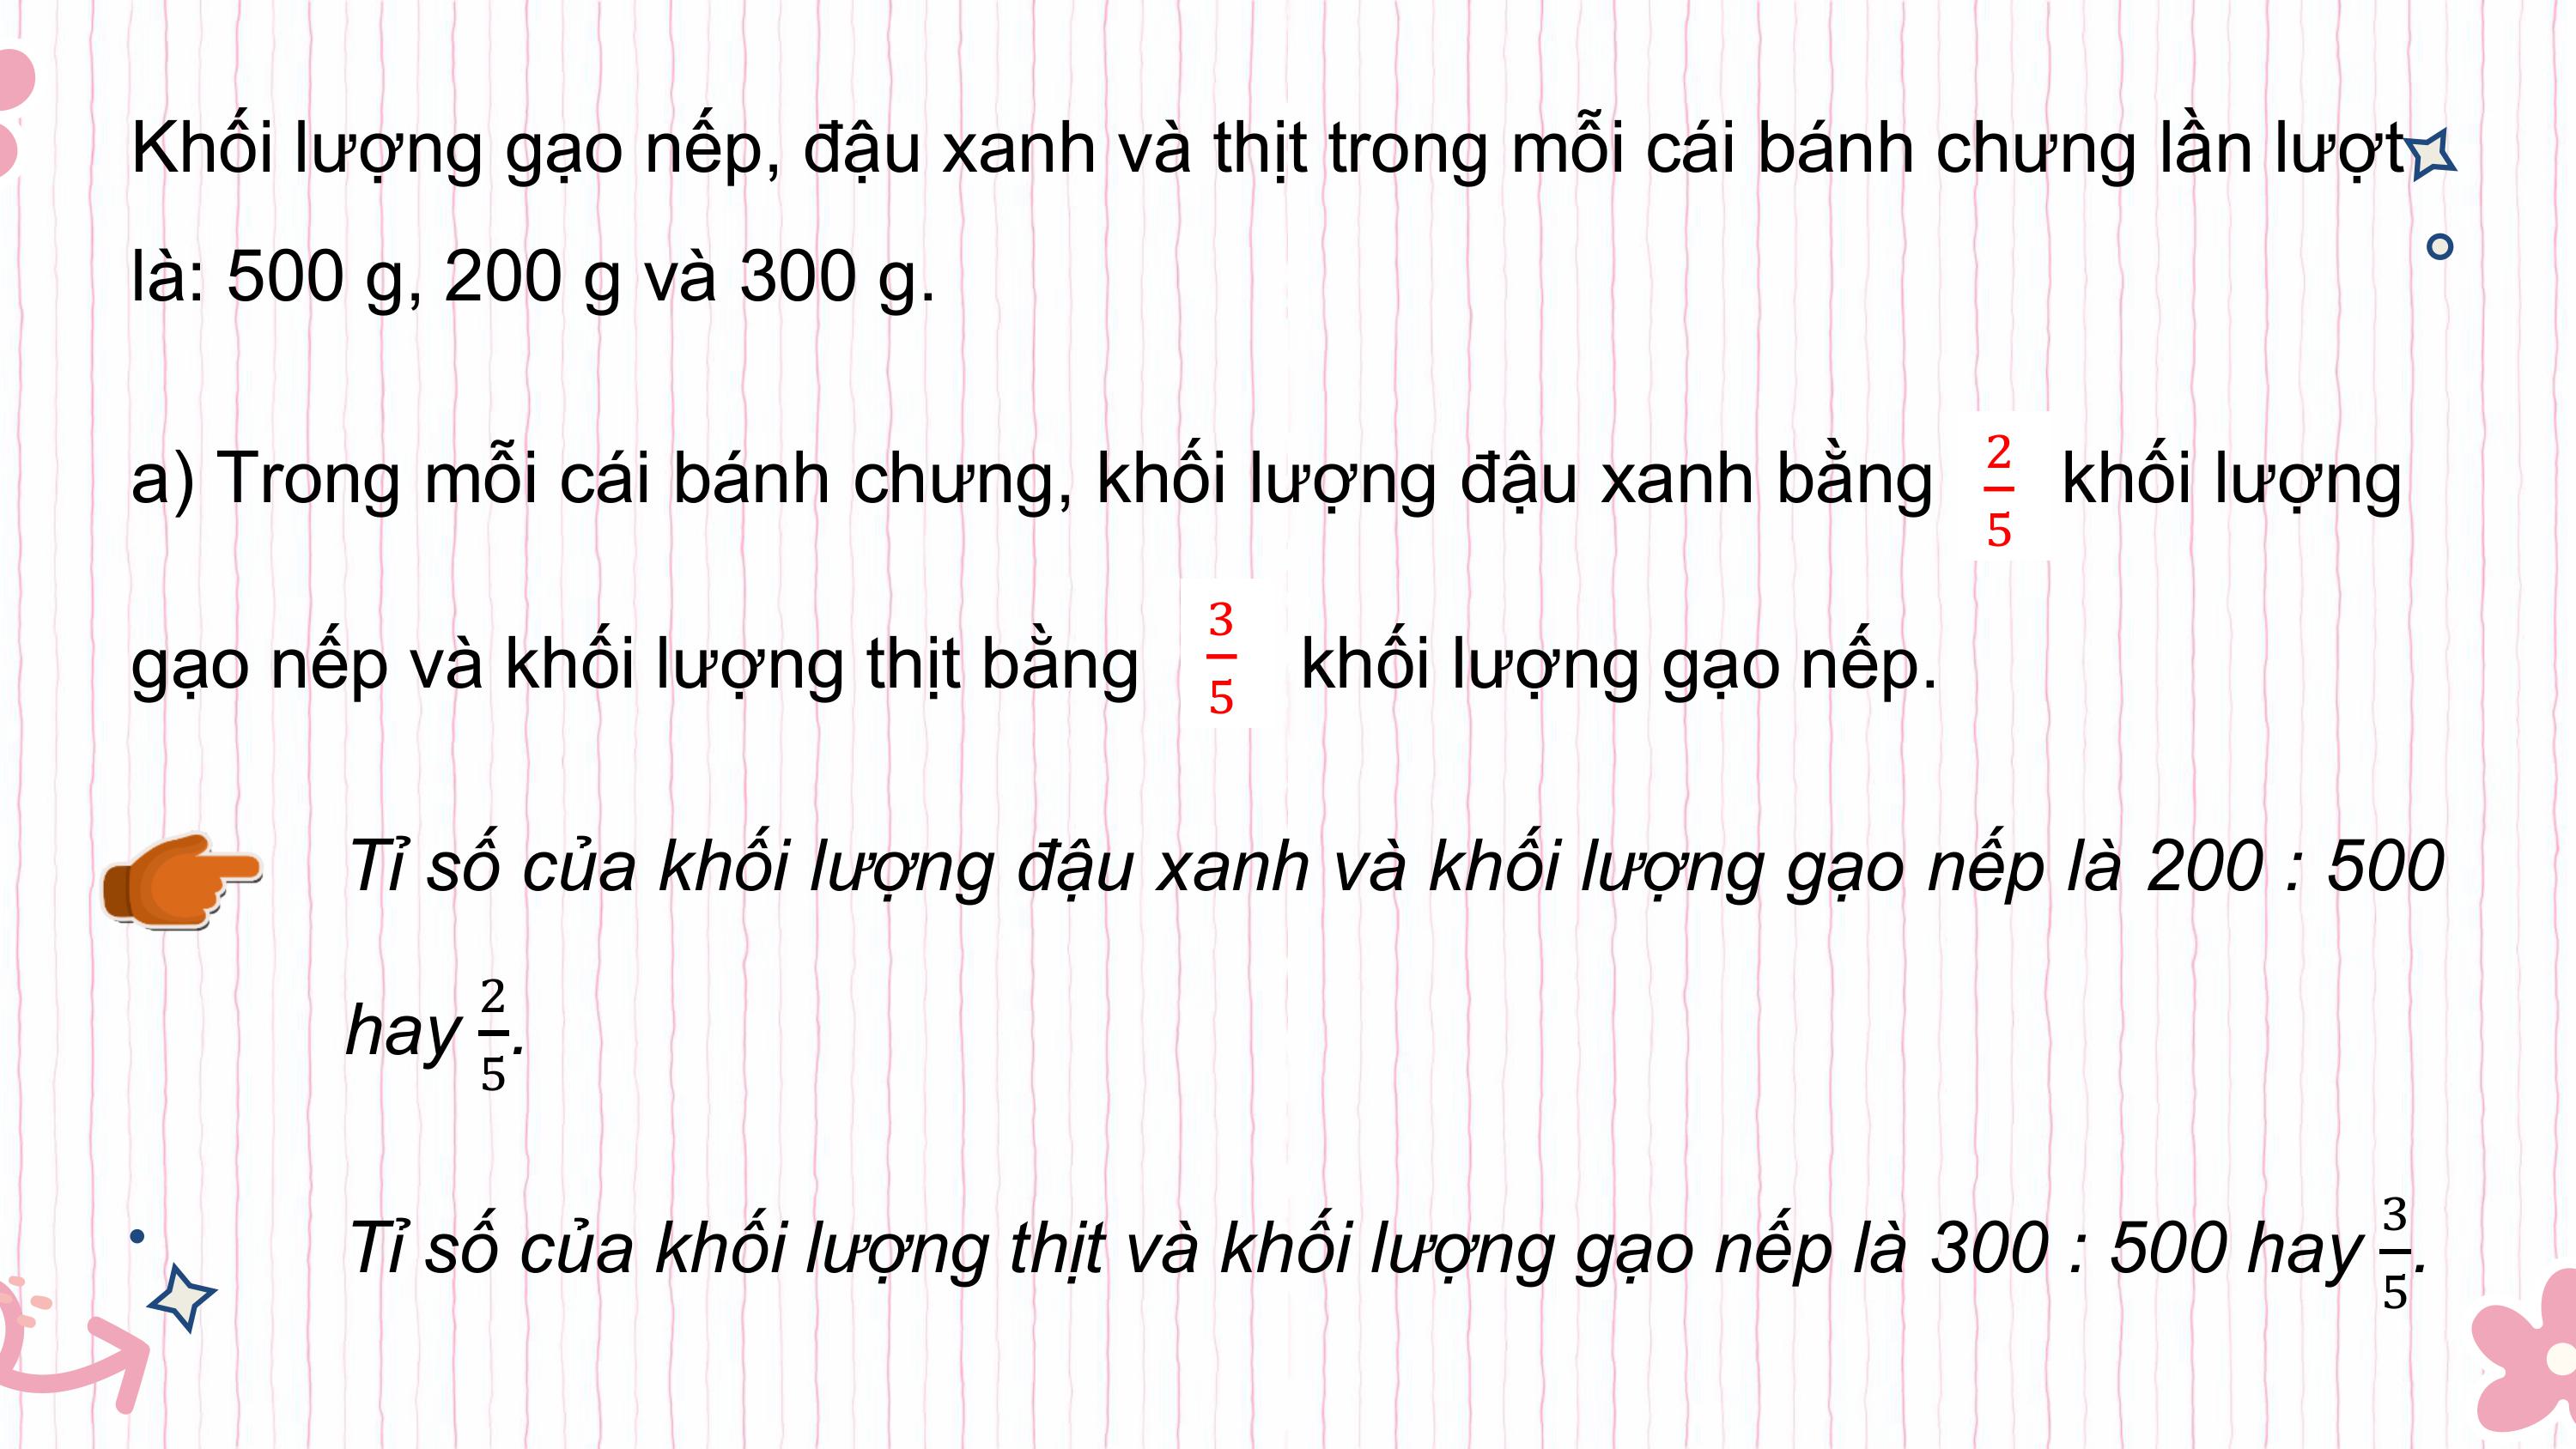 Khối lượng gạo nếp, đậu xanh và thịt trong mỗi cái bánh chưng lần lượt
là: 500 g, 200 g và 300 g.
a) Trong mỗi cái bánh chưng, khối lượng đậu xanh bằng 2/5 khối lượng
gạo nếp và khối lượng thịt bằng 3/5 khối lượng gạo nếp.
Tỉ số của khối lượng đậu xanh và khối lượng gạo nếp là 200 : 500
hay 2/5.
Tỉ số của khối lượng thịt và khối lượng gạo nếp là 300 : 500 hay 3/5.